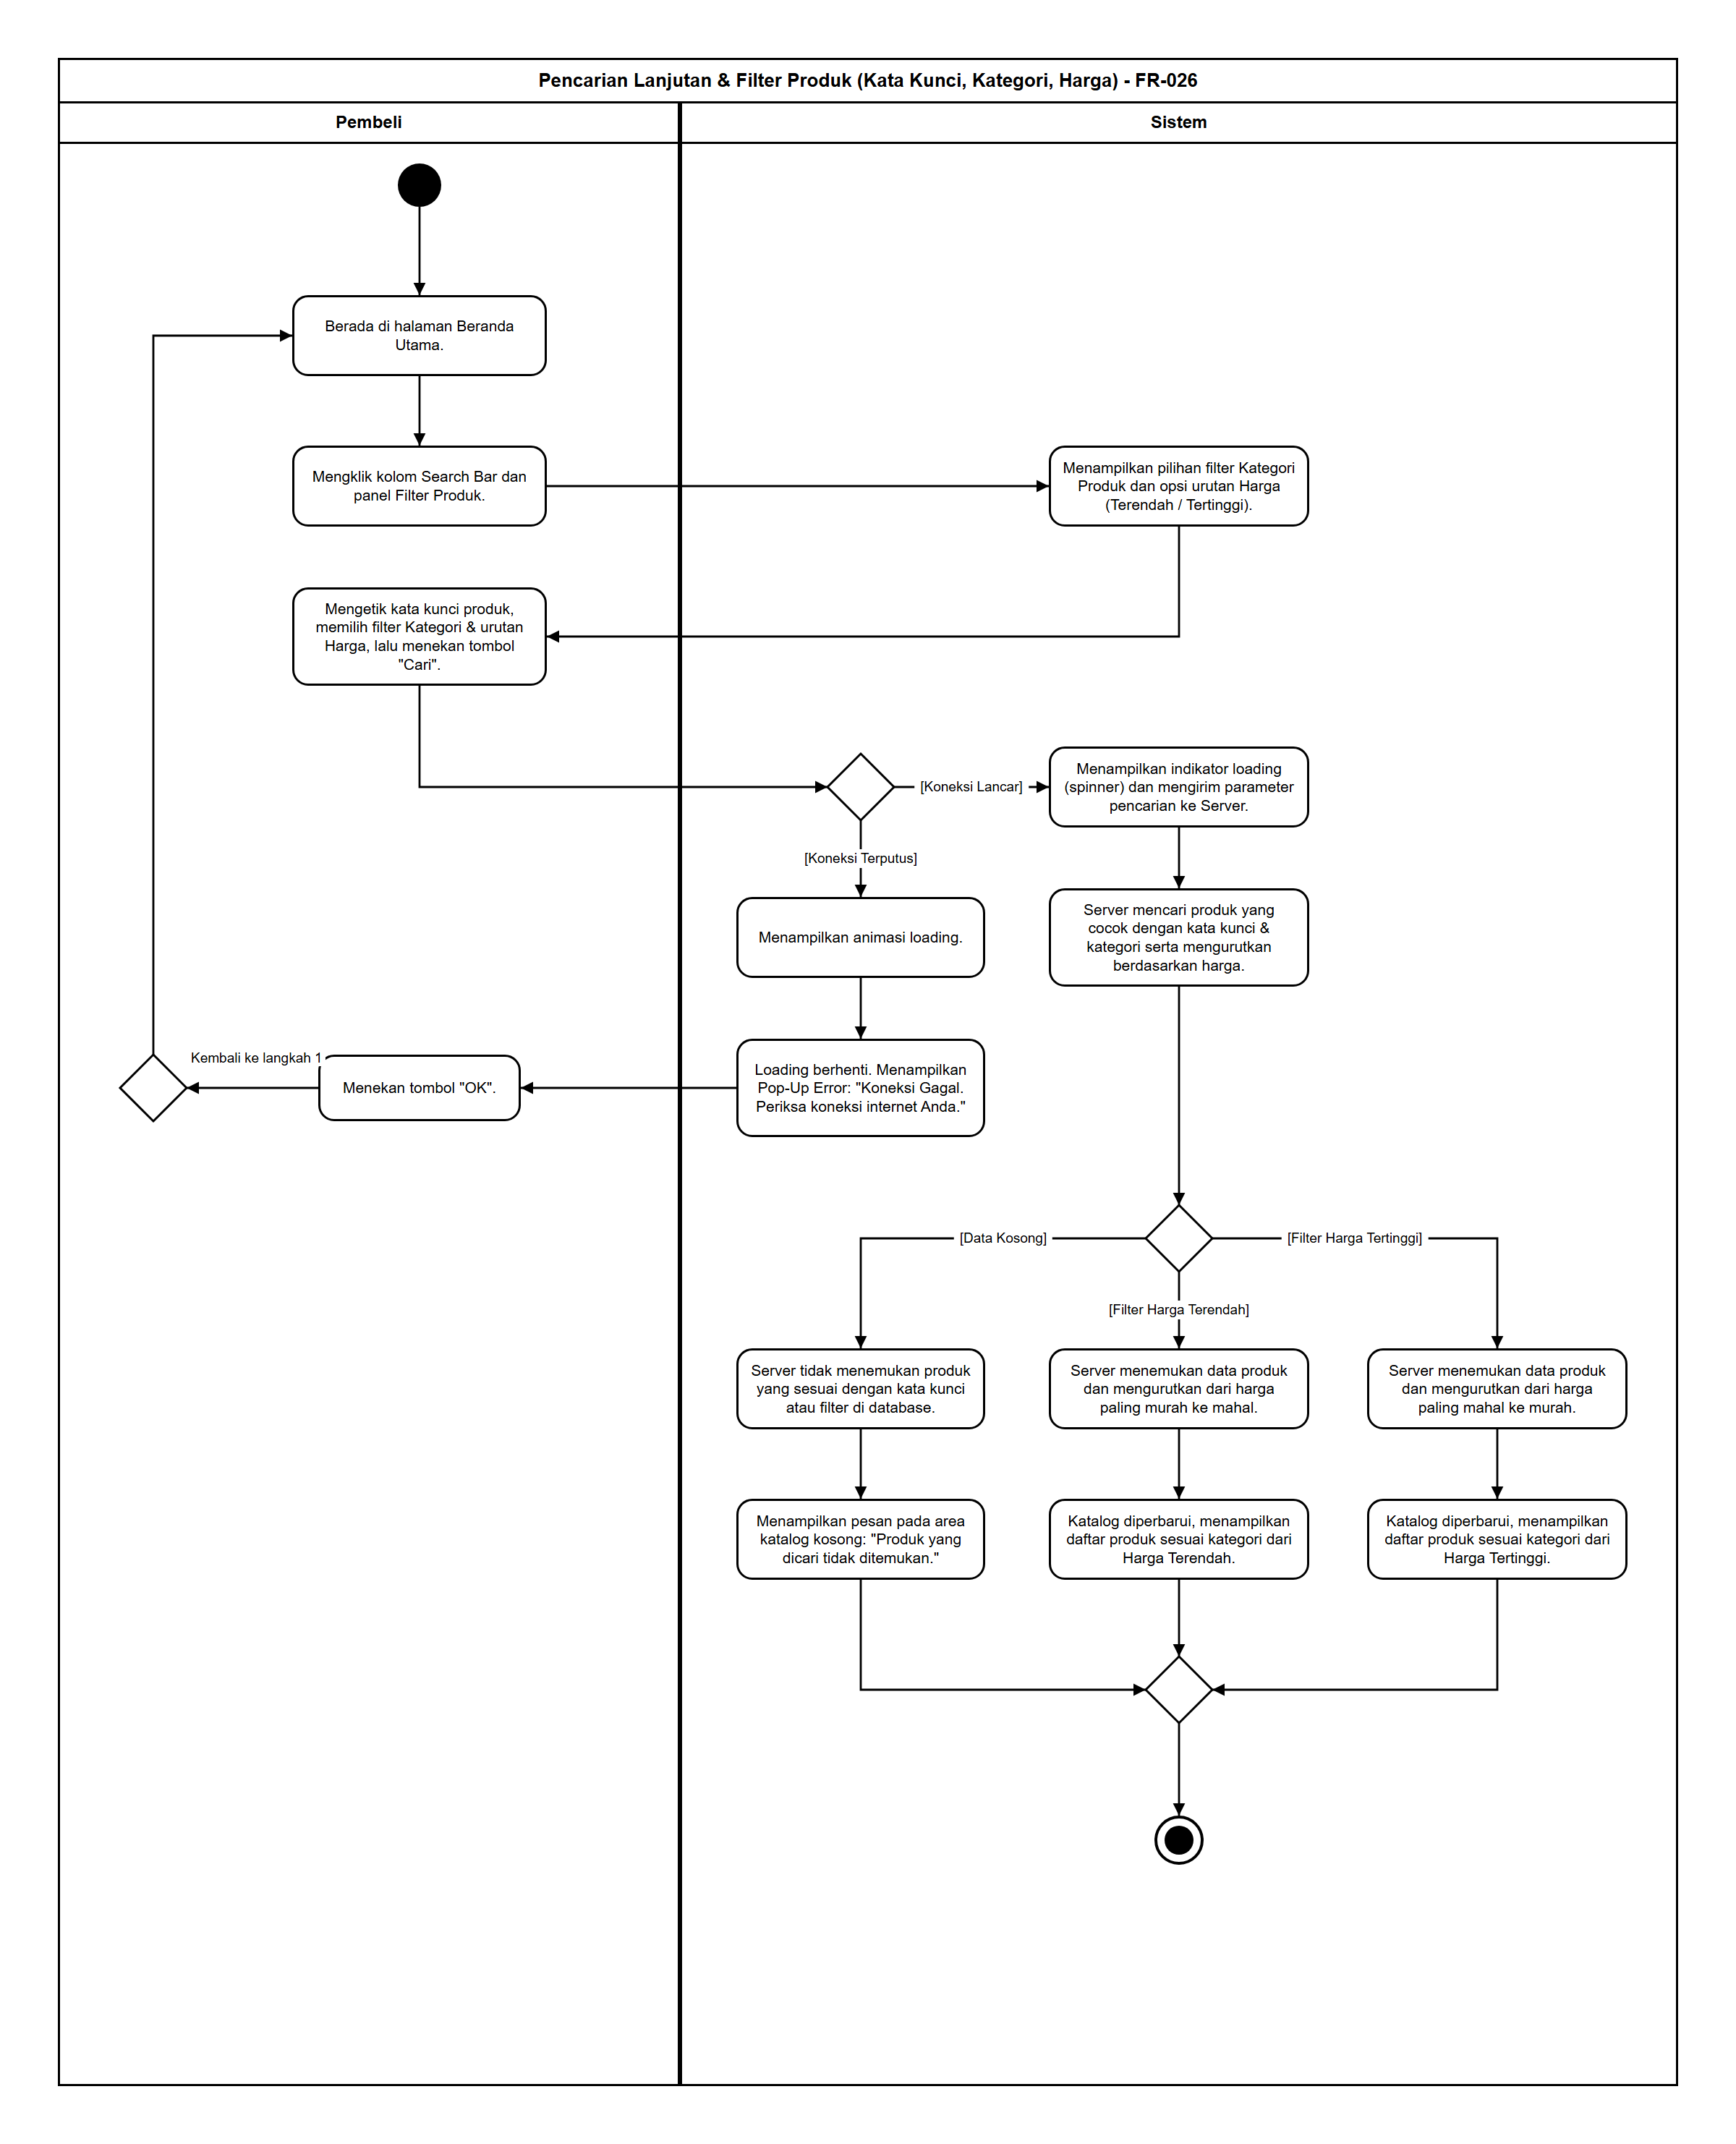 Pencarian Lanjutan & Filter Produk (Kata Kunci, Kategori, Harga) - FR-026
Pembeli
Sistem
Berada di halaman Beranda
Utama.
Mengklik kolom Search Bar dan
panel Filter Produk.
Menampilkan pilihan filter Kategori
Produk dan opsi urutan Harga
(Terendah / Tertinggi).
Mengetik kata kunci produk,
memilih filter Kategori & urutan
Harga, lalu menekan tombol
"Cari".
[Koneksi Lancar]
Menampilkan indikator loading
(spinner) dan mengirim parameter
pencarian ke Server.
[Koneksi Terputus]
Menampilkan animasi loading.
Server mencari produk yang
cocok dengan kata kunci &
kategori serta mengurutkan
berdasarkan harga.
Kembali ke langkah 1
Menekan tombol "OK".
Loading berhenti. Menampilkan
Pop-Up Error: "Koneksi Gagal.
Periksa koneksi internet Anda."
[Data Kosong]
[Filter Harga Tertinggi]
[Filter Harga Terendah]
Server tidak menemukan produk
yang sesuai dengan kata kunci
atau filter di database.
Server menemukan data produk
dan mengurutkan dari harga
paling murah ke mahal.
Server menemukan data produk
dan mengurutkan dari harga
paling mahal ke murah.
Menampilkan pesan pada area
katalog kosong: "Produk yang
dicari tidak ditemukan."
Katalog diperbarui, menampilkan
daftar produk sesuai kategori dari
Harga Terendah.
Katalog diperbarui, menampilkan
daftar produk sesuai kategori dari
Harga Tertinggi.